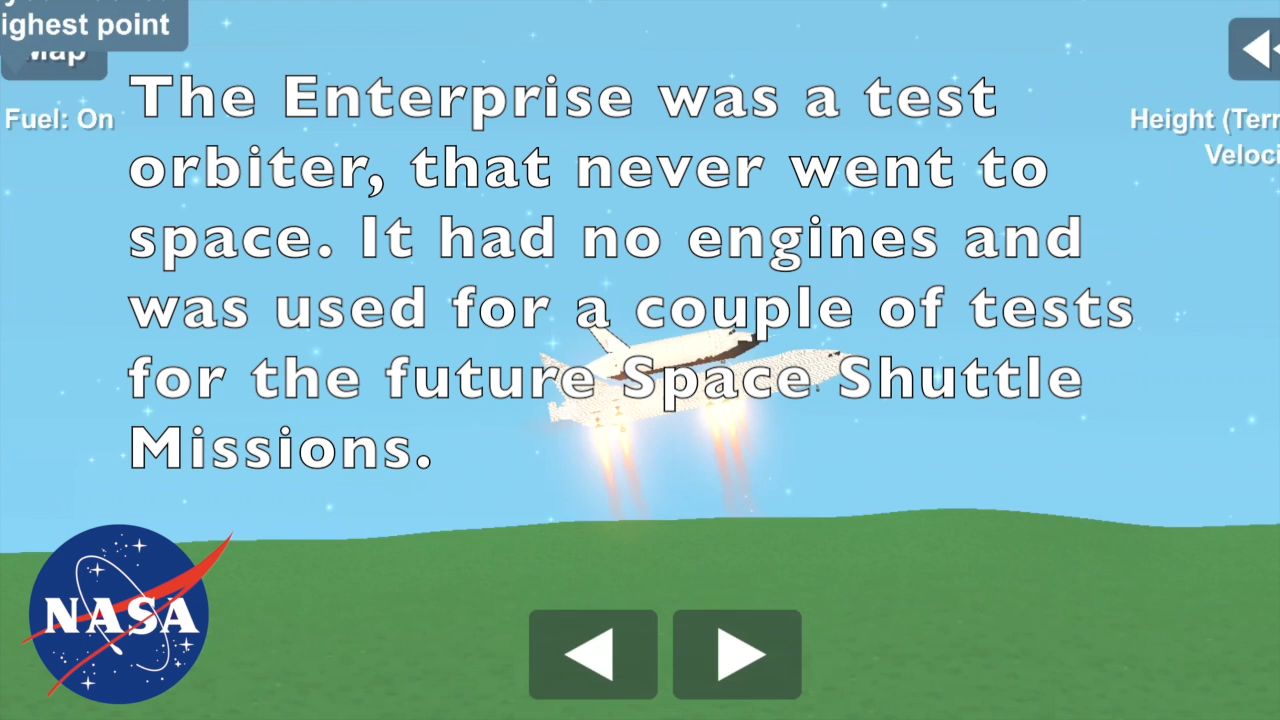 ighest point
Map
Fuel: On
The Enterprise was a test
orbiter, that never went to
space. It had no engines and
was used for a couple of tests
for the future Space Shuttle
Missions.
Height (Terr
Veloci
NASA